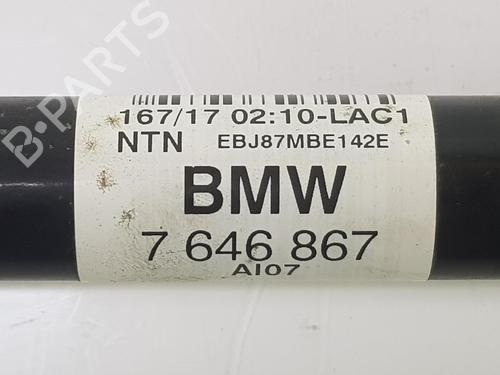 167/17 02:10-LAC1
NTN EBJ87MBE142E
BMW
7 646 867
AI07
B-PARTS